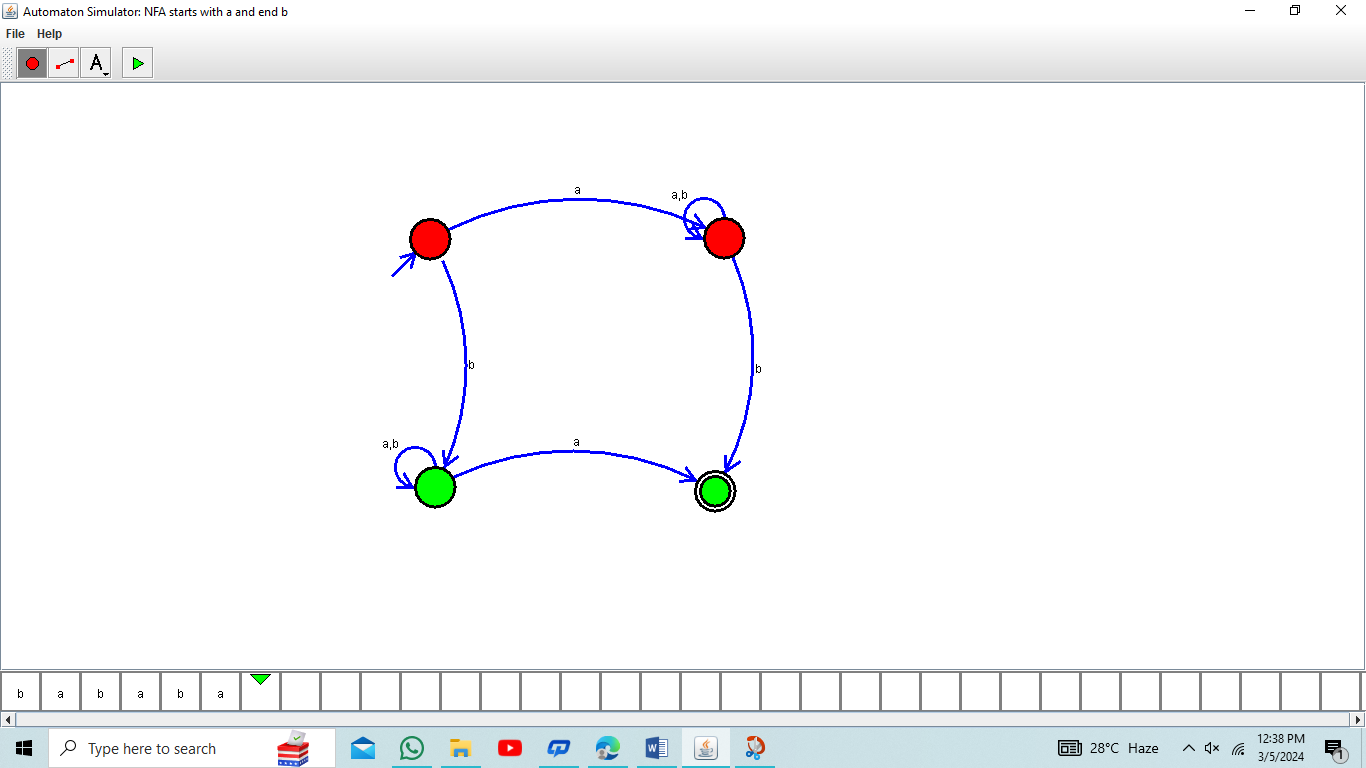 Automaton Simulator: NFA starts with a and end b
File Help
A
a
a,b
b
b
a,b
a
b a b a b a
Type here to search
28°C Haze
12:38 PM
3/5/2024
1